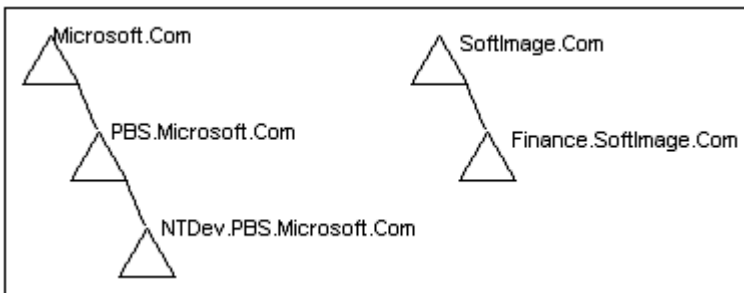 Microsoft.Com
PBS.Microsoft.Com
NTDev.PBS.Microsoft.Com
SoftImage.Com
Finance.SoftImage.Com